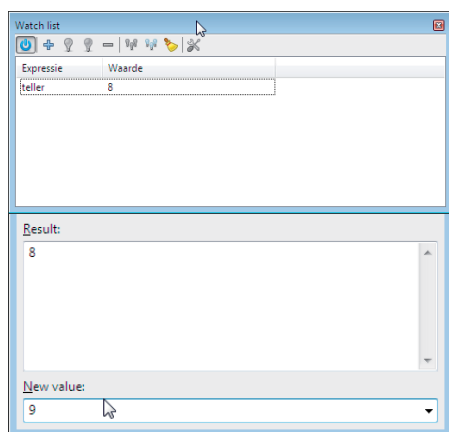 Watch list
Expressie Waarde
teller 8
Result:
8
New value:
9